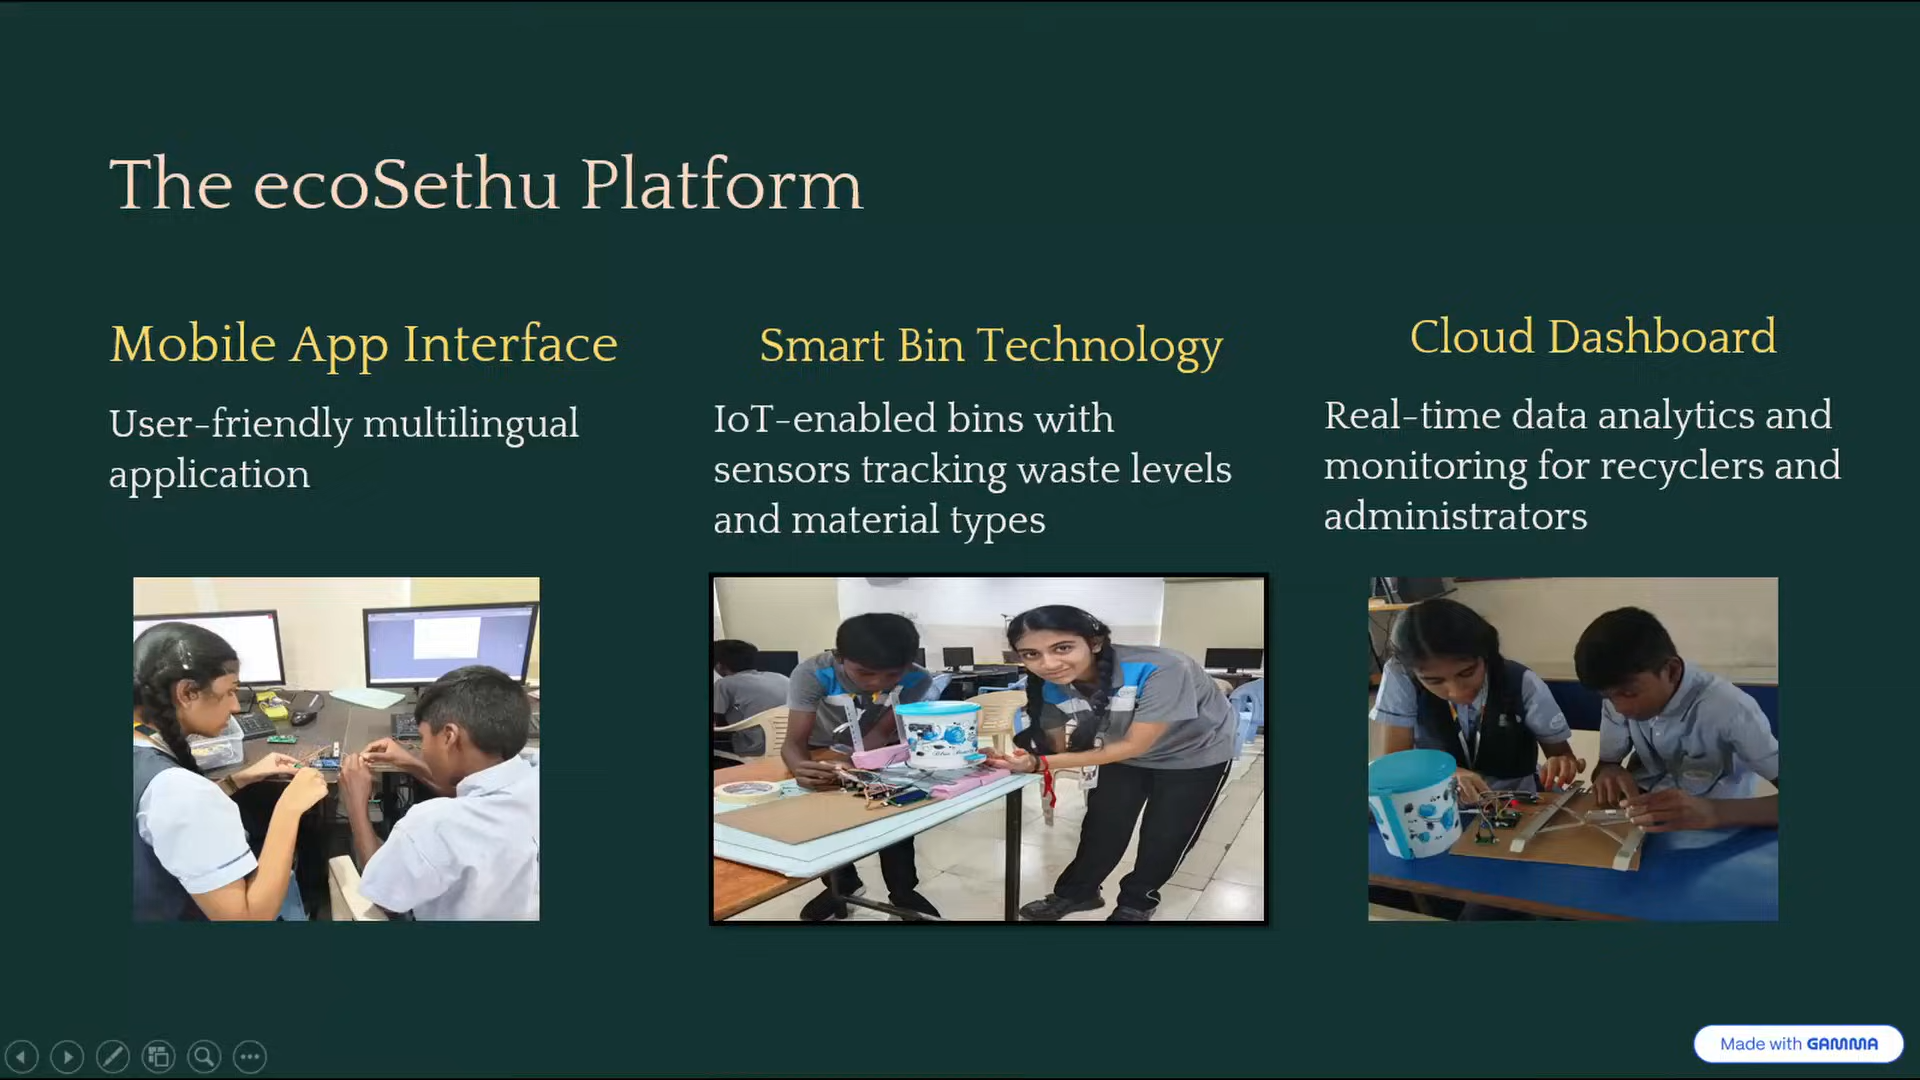 The ecoSethu Platform
Mobile App Interface
User-friendly multilingual
application
Smart Bin Technology
IoT-enabled bins with
sensors tracking waste levels
and material types
Cloud Dashboard
Real-time data analytics and
monitoring for recyclers and
administrators
Made with GAMMA